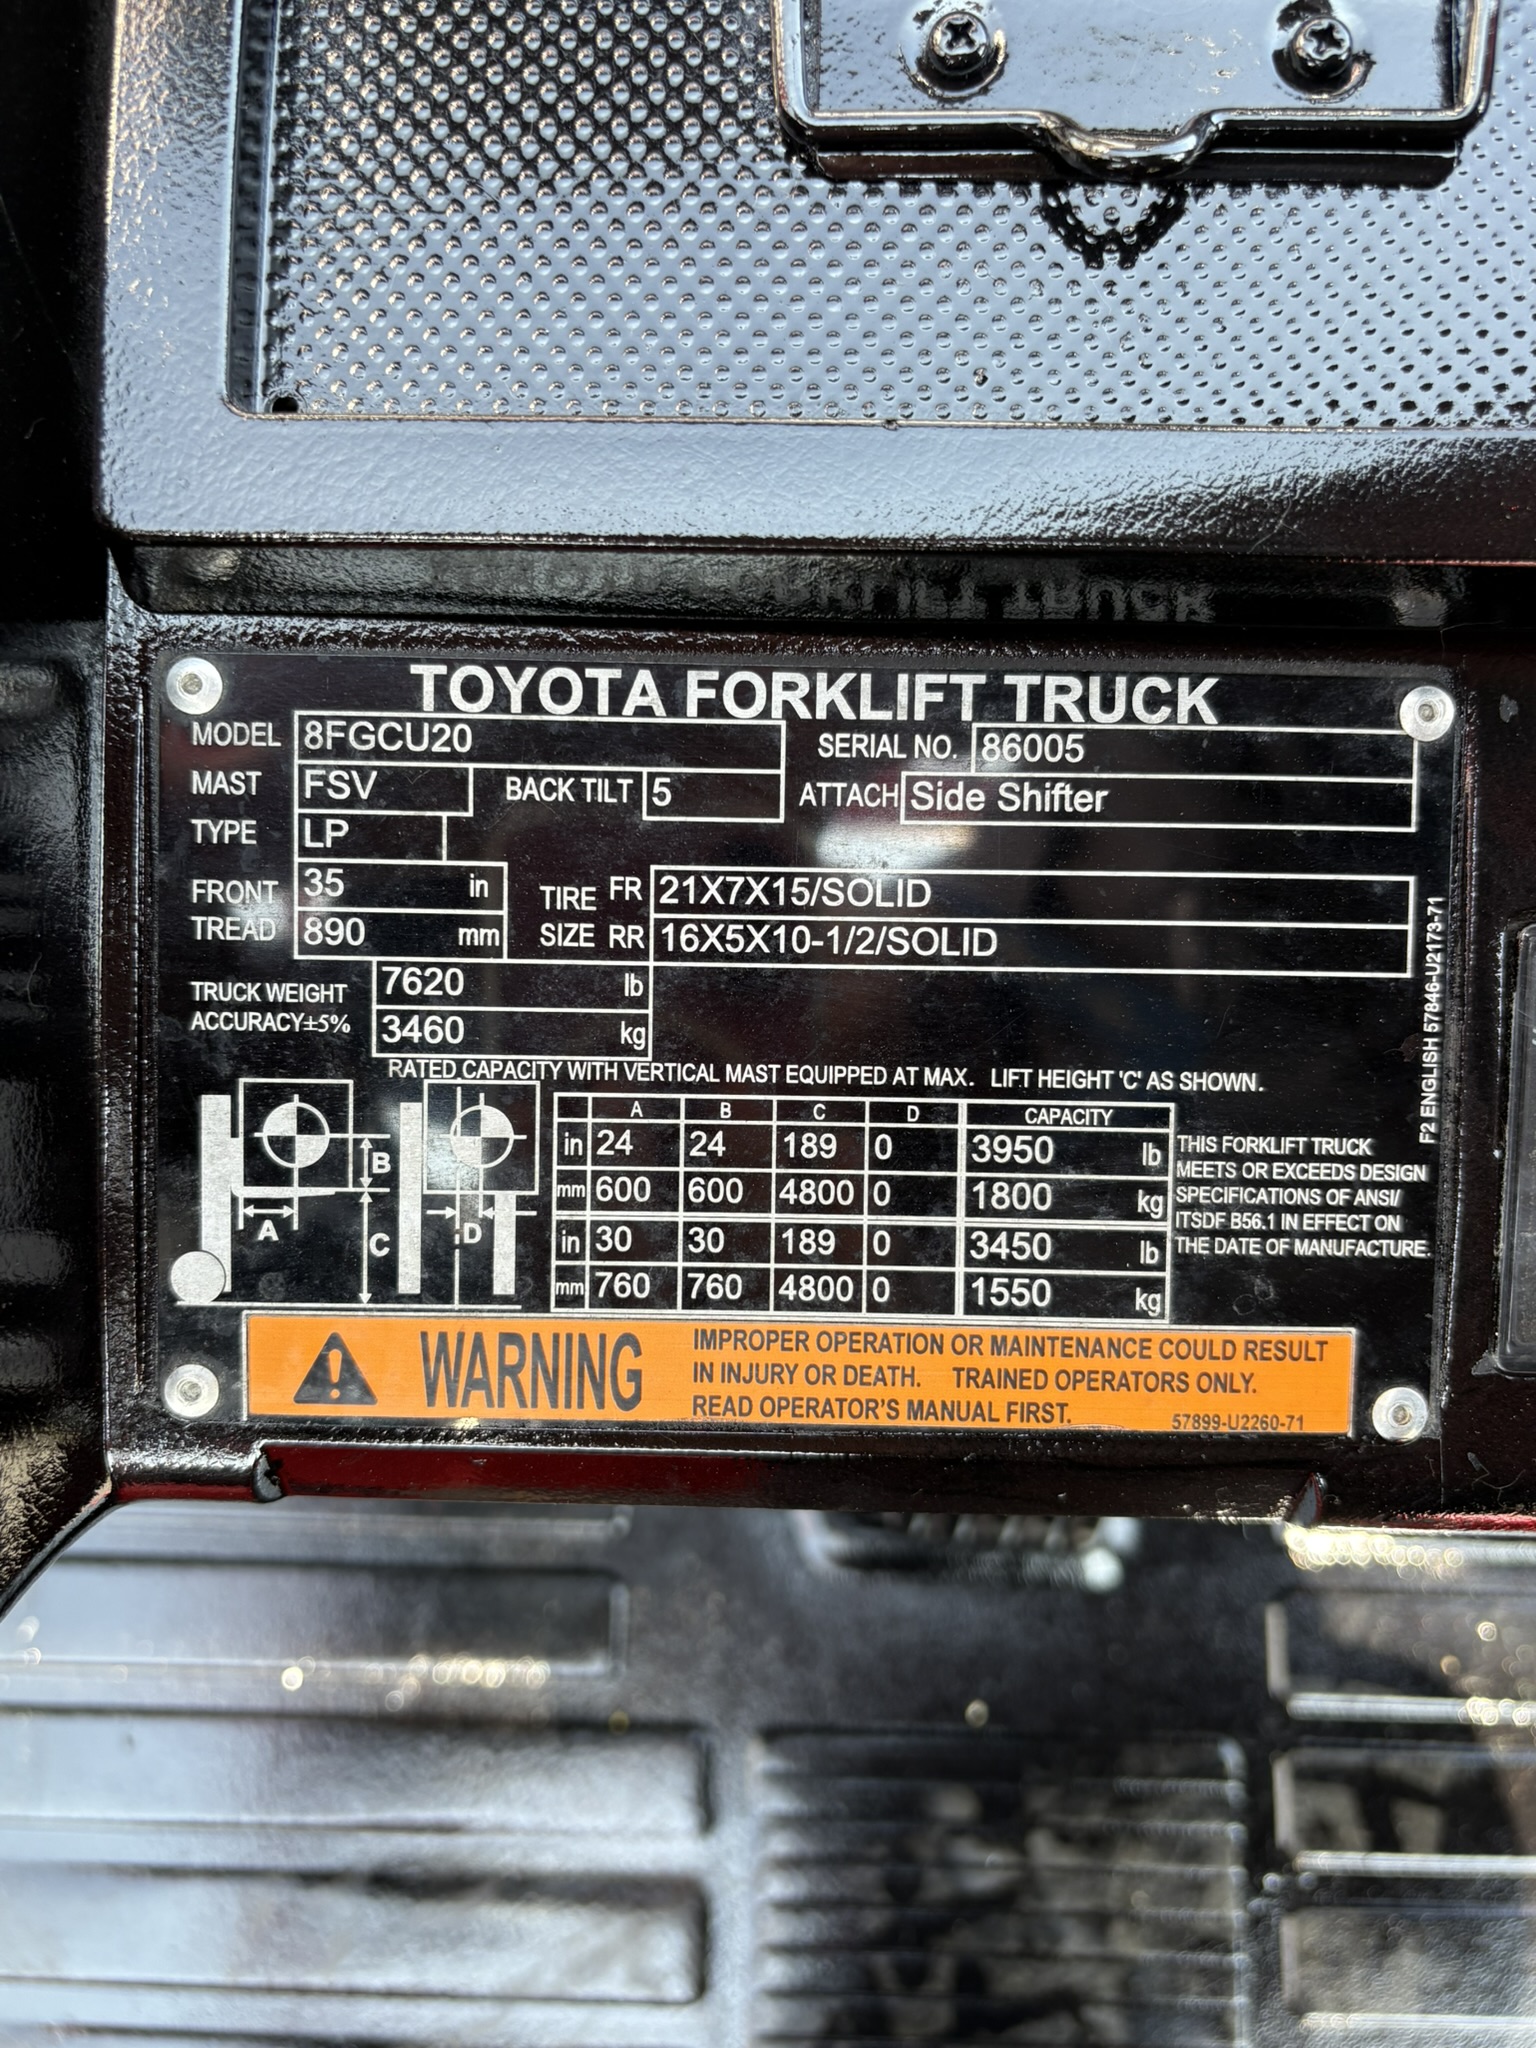 TOYOTA FORKLIFT TRUCK
MODEL 8FGCU20 SERIAL NO. 86005
MAST FSV BACK TILT 5 ATTACH Side Shifter
TYPE LP
FRONT TREAD 35 in TIRE SIZE FR 21X7X15/SOLID
890 mm RR 16X5X10-1/2/SOLID
TRUCK WEIGHT 7620 lb
ACCURACY±5% 3460 kg
RATED CAPACITY WITH VERTICAL MAST EQUIPPED AT MAX. LIFT HEIGHT 'C' AS SHOWN.
A B C D CAPACITY
in 24 24 189 0 3950 lb
mm 600 600 4800 0 1800 kg
in 30 30 189 0 3450 lb
mm 760 760 4800 0 1550 kg
B
A
C
D
THIS FORKLIFT TRUCK
MEETS OR EXCEEDS DESIGN
SPECIFICATIONS OF ANSI/
ITSDF B56.1 IN EFFECT ON
THE DATE OF MANUFACTURE.
F2 ENGLISH 57846-U2173-71
WARNING
IMPROPER OPERATION OR MAINTENANCE COULD RESULT
IN INJURY OR DEATH. TRAINED OPERATORS ONLY.
READ OPERATOR'S MANUAL FIRST.
57899-U2260-71